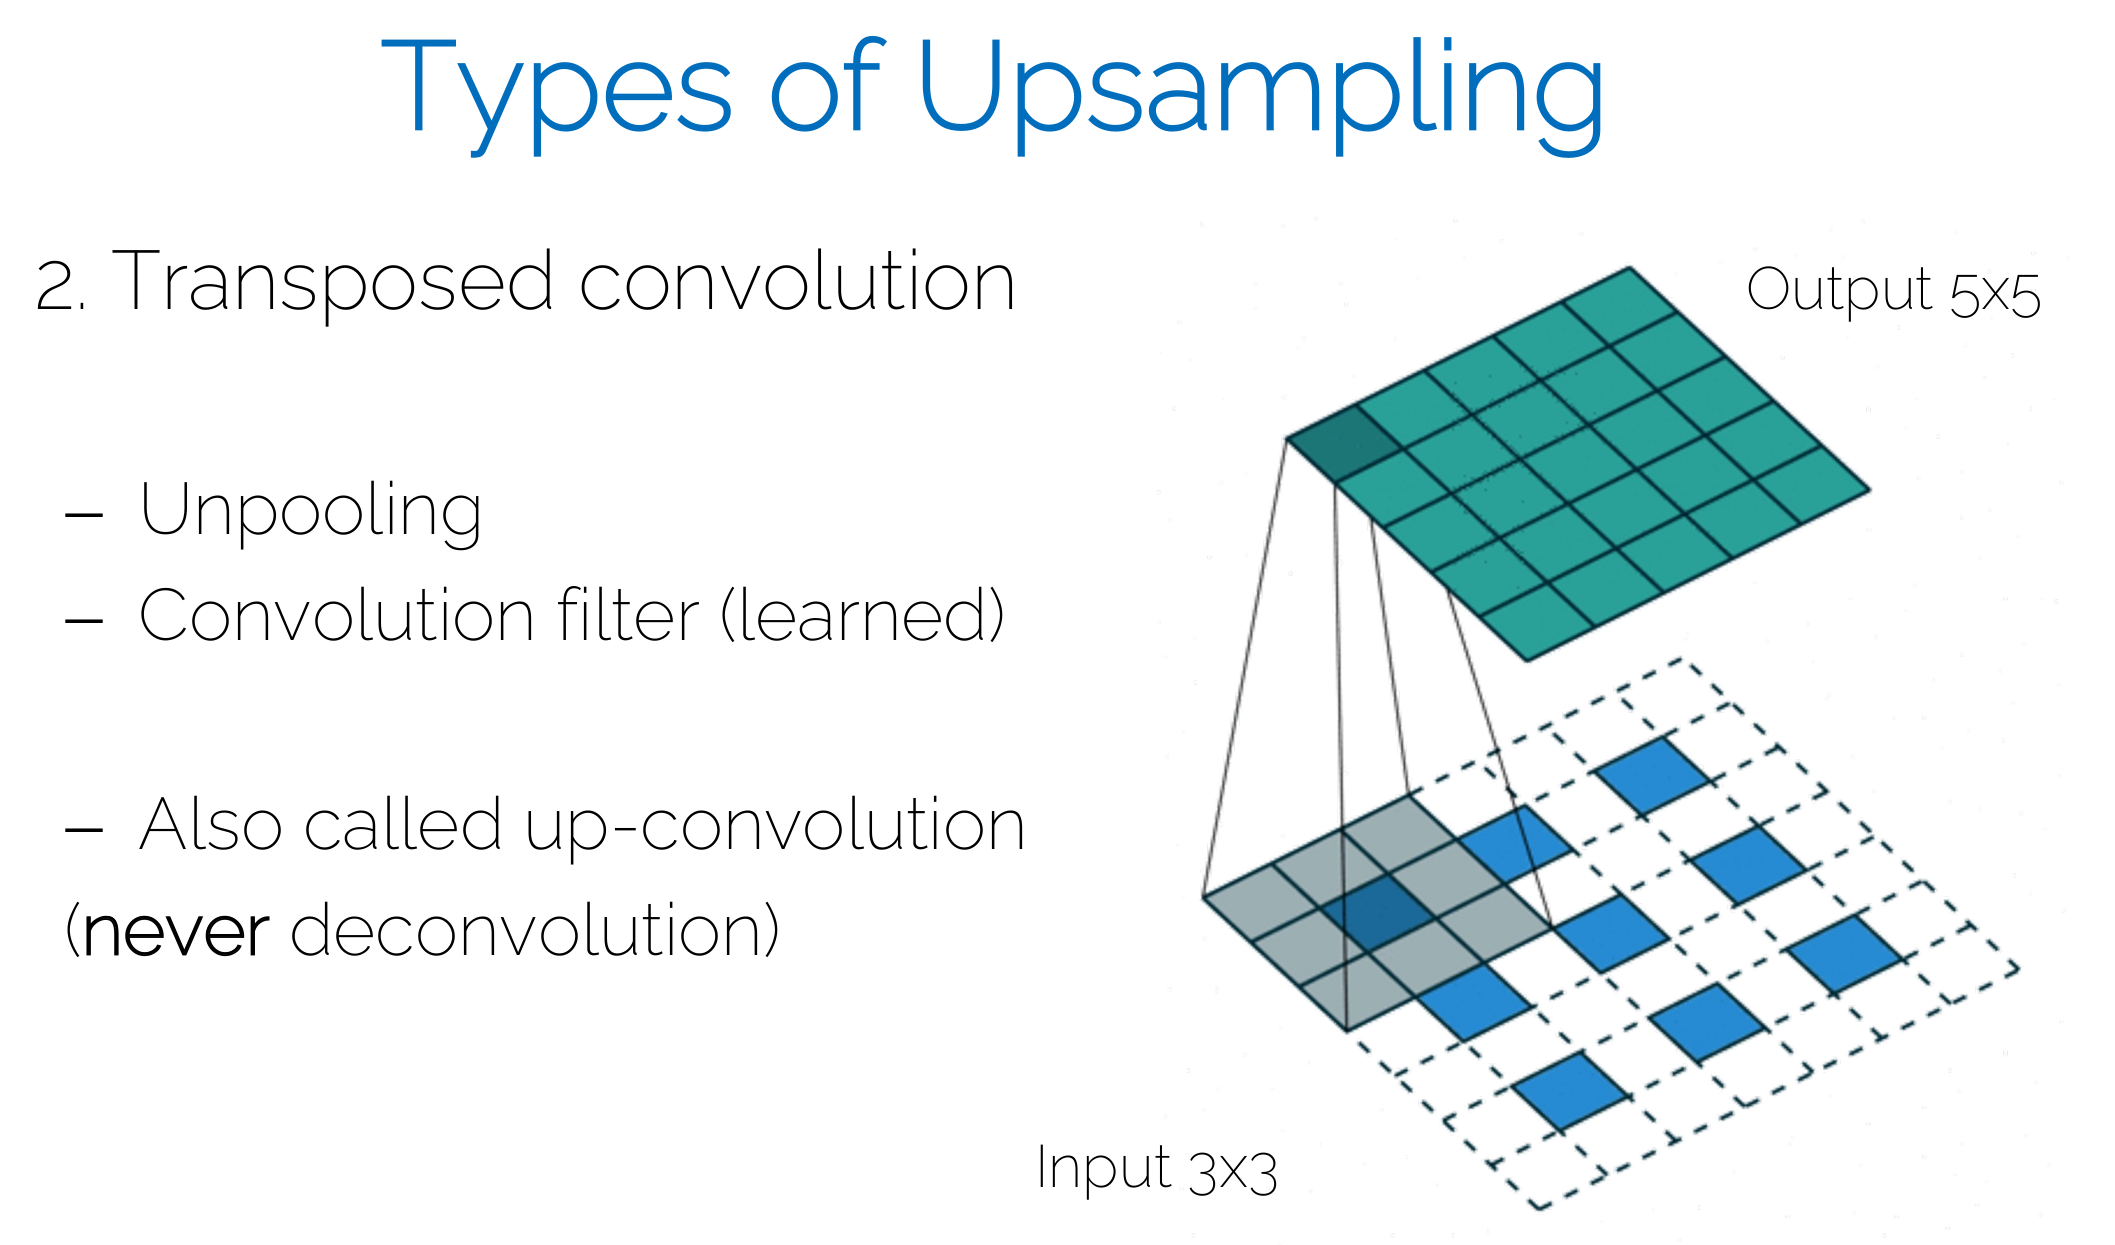 Types of Upsampling
2. Transposed convolution
Output 5x5
– Unpooling
– Convolution filter (learned)
– Also called up-convolution
(never deconvolution)
Input 3x3